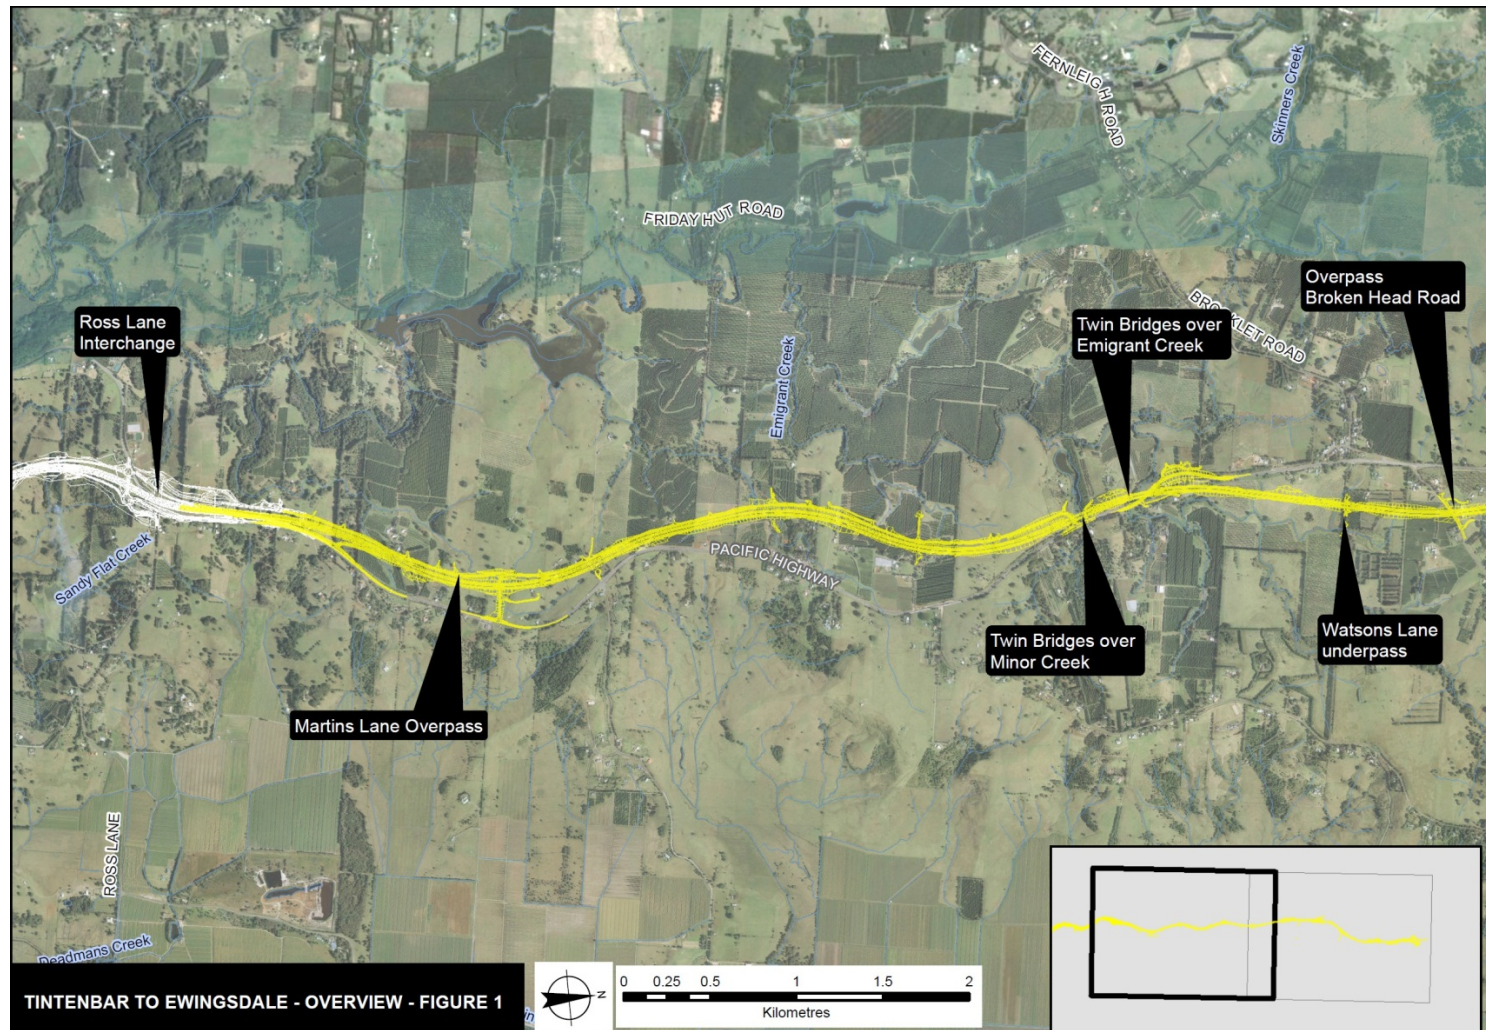 FERNLEIGH ROAD
Skinners Creek
FRIDAY HUT ROAD
Overpass
Broken Head Road
Ross Lane
Interchange
Twin Bridges over
Emigrant Creek
BROOKLET ROAD
Emigrant Creek
Sandy Flat Creek
PACIFIC HIGHWAY
Twin Bridges over
Minor Creek
Watsons Lane
underpass
Martins Lane Overpass
ROSS LANE
Deadmans Creek
TINTENBAR TO EWINGSDALE - OVERVIEW - FIGURE 1
N
0 0.25 0.5 1 1.5 2
Kilometres